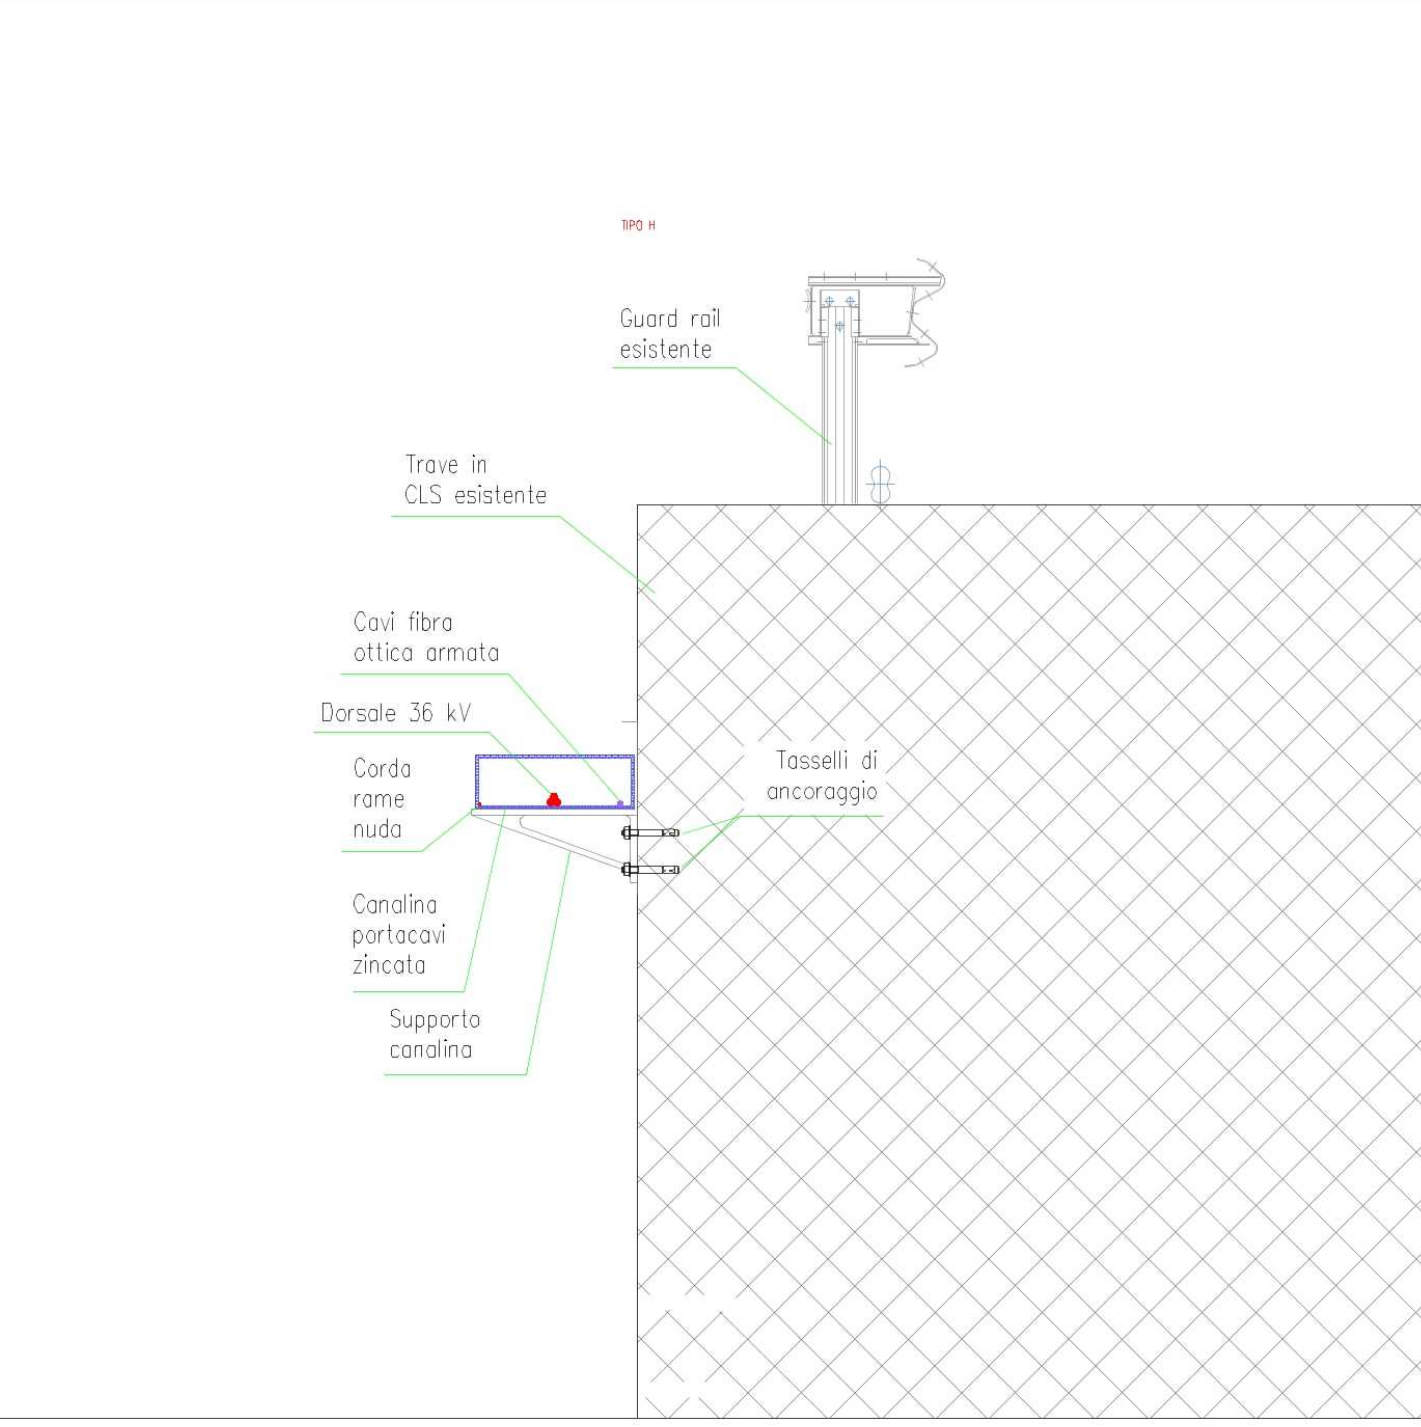 TIPO H
Guard rail
esistente
Trave in
CLS esistente
Cavi fibra
ottica armata
Dorsale 36 kV
Corda
rame
nuda
Tasselli di
ancoraggio
Canalina
portacavi
zincata
Supporto
canalina